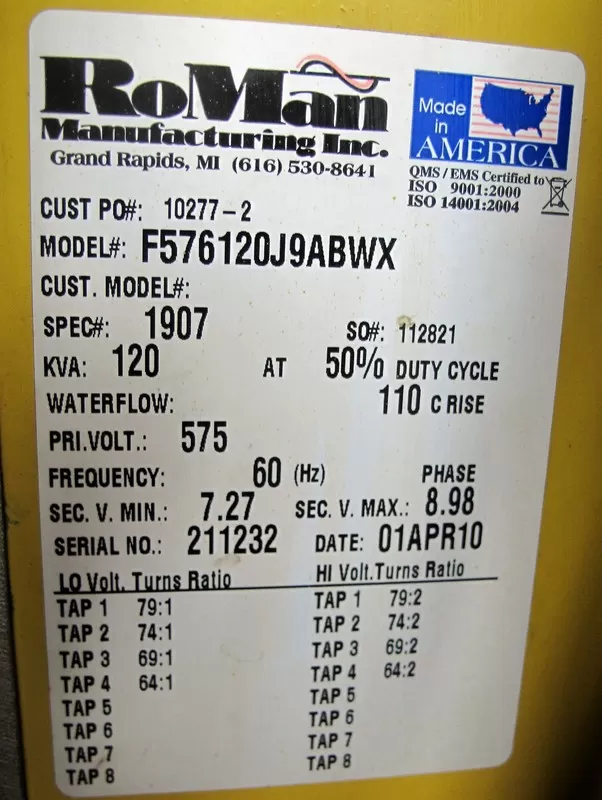 RoMan
Manufacturing Inc.
Grand Rapids, MI (616) 530-8641
Made
in
AMERICA
QMS / EMS Certified to
ISO 9001:2000
ISO 14001:2004
CUST PO#: 10277-2
MODEL#: F576120J9ABWX
CUST. MODEL#:
SPEC#: 1907 SO#: 112821
KVA: 120 AT 50% DUTY CYCLE
WATERFLOW: 110 C RISE
PRI.VOLT.: 575
FREQUENCY: 60 (Hz) PHASE
SEC. V. MIN.: 7.27 SEC. V. MAX.: 8.98
SERIAL NO.: 211232 DATE: 01APR10
LO Volt. Turns Ratio HI Volt.Turns Ratio
TAP 1 79:1 TAP 1 79:2
TAP 2 74:1 TAP 2 74:2
TAP 3 69:1 TAP 3 69:2
TAP 4 64:1 TAP 4 64:2
TAP 5 TAP 5
TAP 6 TAP 6
TAP 7 TAP 7
TAP 8 TAP 8